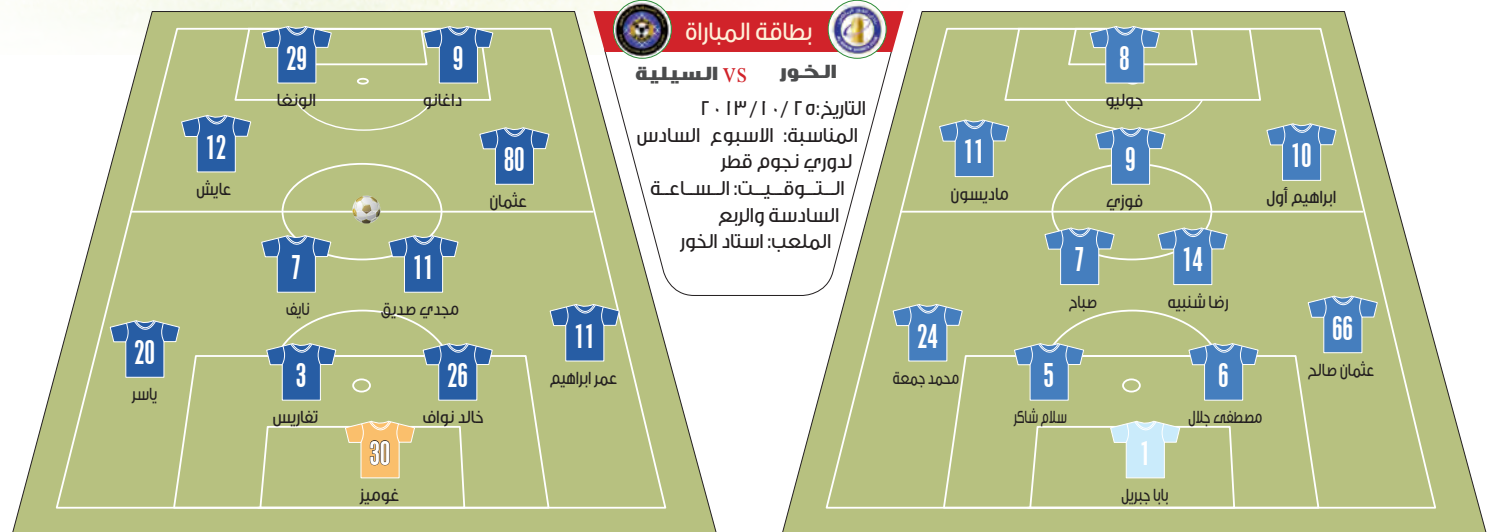 بطاقة المباراة
الخور VS السيلية
التاريخ:٢٥ /١٠/ ٢٠١٣
المناسبة: الاسبوع السادس
لدوري نجوم قطر
التـوقـيـت: الـسـاعـة
السادسة والربع
الملعب: استاد الخور
8
جوليو
10 9 11
ابراهيم أول فوزي ماديسون
14 7
رضا شنبيه صباح
66 24
عثمان صالح محمد جمعة
6 5
مصطفى جلال سلام شاكر
1
بابا جبريل
9 29
داغانو الونغا
80 12
عثمان عايش
11 7
مجدي صديق نايف
11 20
عمر ابراهيم ياسر
26 3
خالد نواف تفاريس
30
غوميز